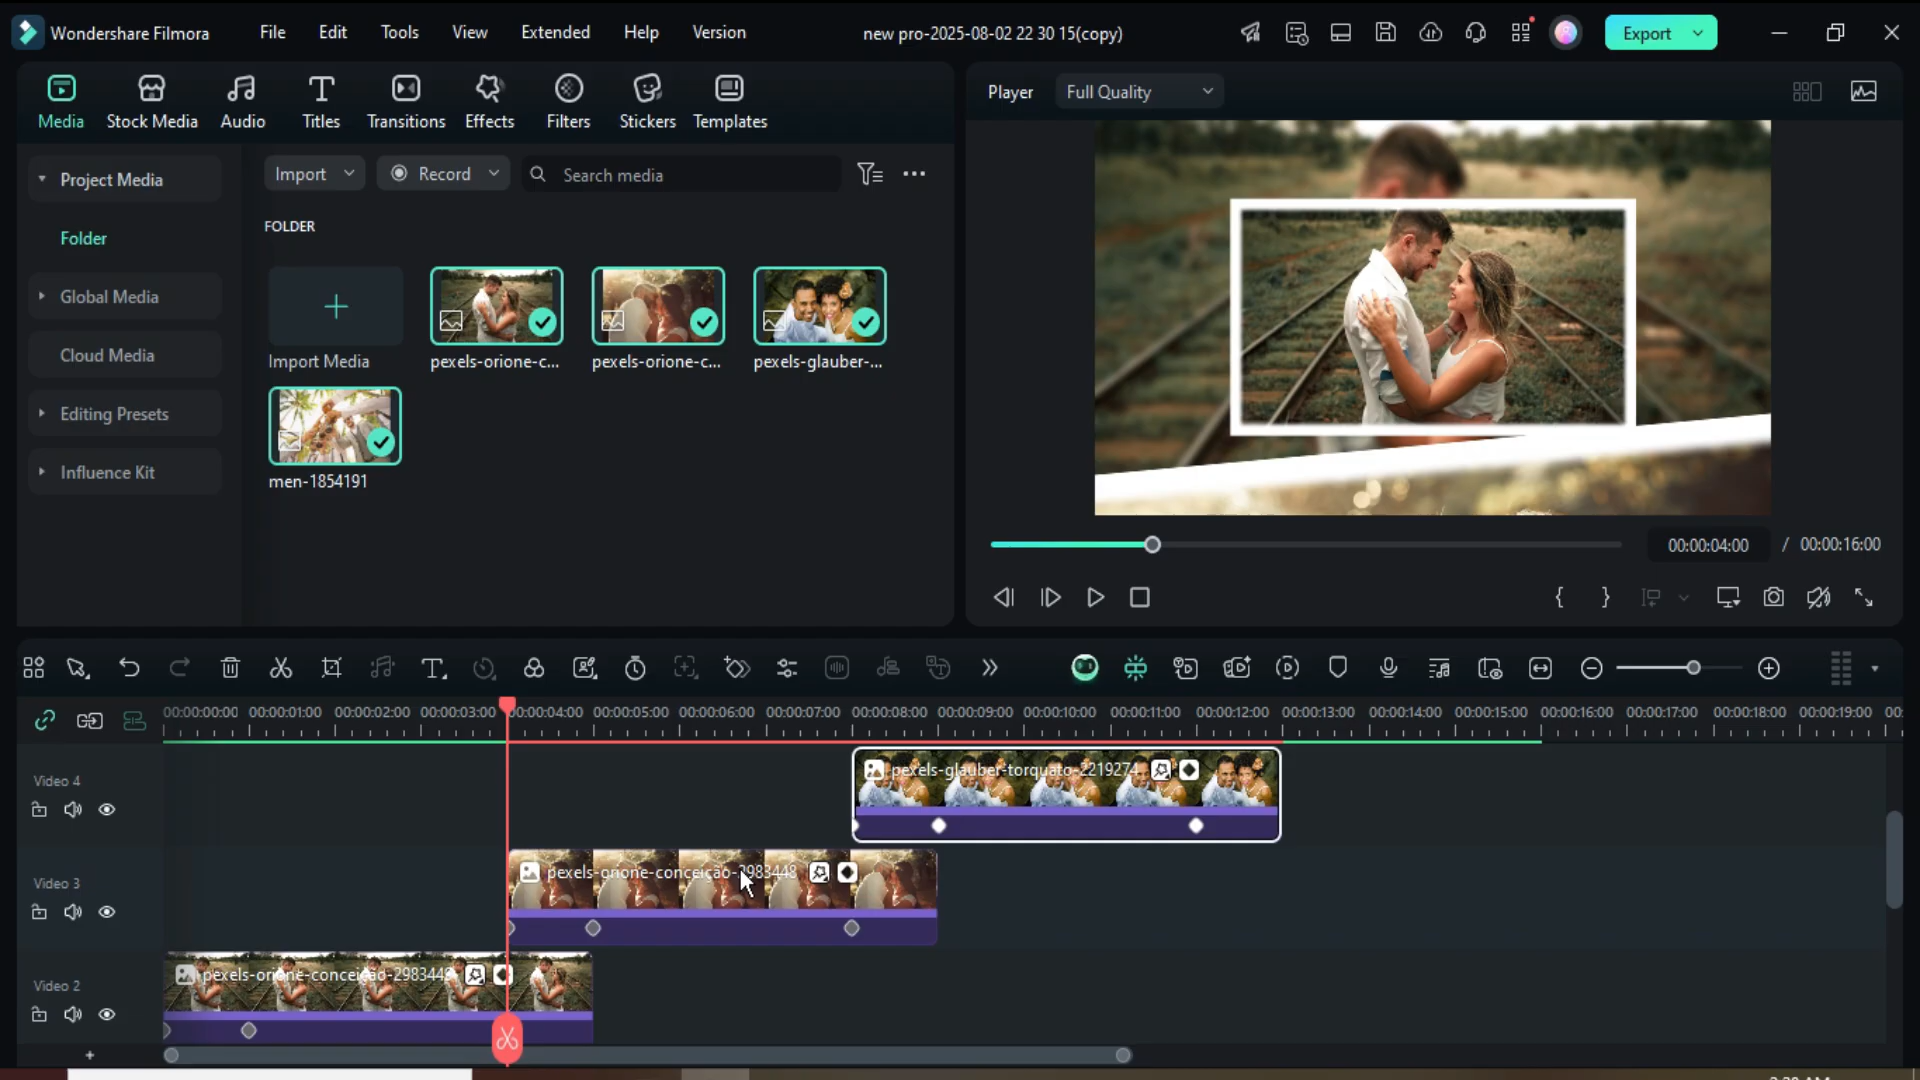 Wondershare Filmora File Edit Tools View Extended Help Version new pro-2025-08-02 22 30 15(copy) Export
Media Stock Media Audio Titles Transitions Effects Filters Stickers Templates
Player Full Quality
Project Media
Folder
Global Media
Cloud Media
Editing Presets
Influence Kit
Import Record Search media
FOLDER
Import Media pexels-orione-c... pexels-orione-c... pexels-glauber-...
men-1854191
00:00:04:00 / 00:00:16:00
00:00:00:00 00:00:01:00 00:00:02:00 00:00:03:00 00:00:04:00 00:00:05:00 00:00:06:00 00:00:07:00 00:00:08:00 00:00:09:00 00:00:10:00 00:00:11:00 00:00:12:00 00:00:13:00 00:00:14:00 00:00:15:00 00:00:16:00 00:00:17:00 00:00:18:00 00:00:19:00 00:
Video 4
pexels-glauber-torquato-2219274
Video 3
pexels-orione-conceição-2983448
Video 2
pexels-orione-conceição-298344